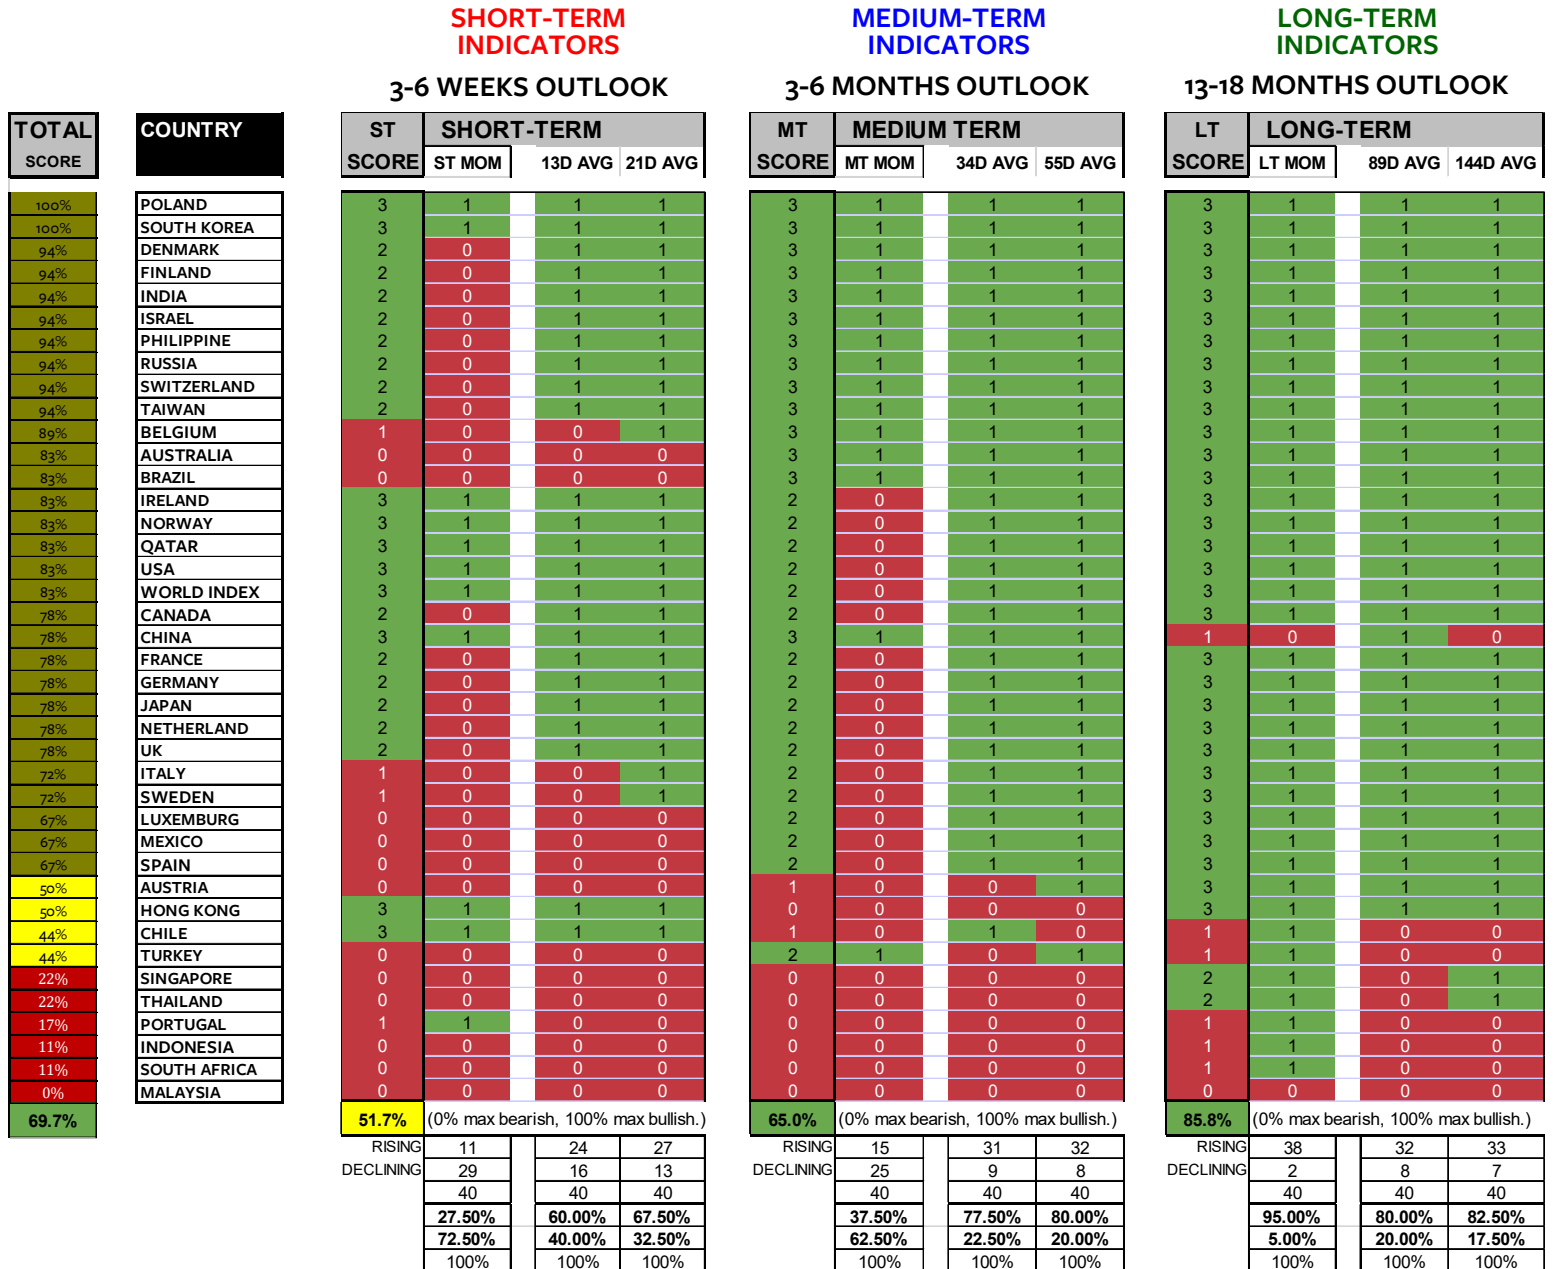 SHORT-TERM INDICATORS
MEDIUM-TERM INDICATORS
LONG-TERM INDICATORS
3-6 WEEKS OUTLOOK
3-6 MONTHS OUTLOOK
13-18 MONTHS OUTLOOK
TOTAL COUNTRY ST SHORT-TERM MT MEDIUM TERM LT LONG-TERM
SCORE SCORE ST MOM 13D AVG 21D AVG SCORE MT MOM 34D AVG 55D AVG SCORE LT MOM 89D AVG 144D AVG
100% POLAND 3 1 1 1 3 1 1 1 3 1 1 1
100% SOUTH KOREA 3 1 1 1 3 1 1 1 3 1 1 1
94% DENMARK 2 0 1 1 3 1 1 1 3 1 1 1
94% FINLAND 2 0 1 1 3 1 1 1 3 1 1 1
94% INDIA 2 0 1 1 3 1 1 1 3 1 1 1
94% ISRAEL 2 0 1 1 3 1 1 1 3 1 1 1
94% PHILIPPINE 2 0 1 1 3 1 1 1 3 1 1 1
94% RUSSIA 2 0 1 1 3 1 1 1 3 1 1 1
94% SWITZERLAND 2 0 1 1 3 1 1 1 3 1 1 1
94% TAIWAN 2 0 1 1 3 1 1 1 3 1 1 1
89% BELGIUM 1 0 0 1 3 1 1 1 3 1 1 1
83% AUSTRALIA 0 0 0 0 3 1 1 1 3 1 1 1
83% BRAZIL 0 0 0 0 3 1 1 1 3 1 1 1
83% IRELAND 3 1 1 1 2 0 1 1 3 1 1 1
83% NORWAY 3 1 1 1 2 0 1 1 3 1 1 1
83% QATAR 3 1 1 1 2 0 1 1 3 1 1 1
83% USA 3 1 1 1 2 0 1 1 3 1 1 1
83% WORLD INDEX 3 1 1 1 2 0 1 1 3 1 1 1
78% CANADA 2 0 1 1 2 0 1 1 3 1 1 1
78% CHINA 3 1 1 1 3 1 1 1 1 0 1 0
78% FRANCE 2 0 1 1 2 0 1 1 3 1 1 1
78% GERMANY 2 0 1 1 2 0 1 1 3 1 1 1
78% JAPAN 2 0 1 1 2 0 1 1 3 1 1 1
78% NETHERLAND 2 0 1 1 2 0 1 1 3 1 1 1
78% UK 2 0 1 1 2 0 1 1 3 1 1 1
72% ITALY 1 0 0 1 2 0 1 1 3 1 1 1
72% SWEDEN 1 0 0 1 2 0 1 1 3 1 1 1
67% LUXEMBURG 0 0 0 0 2 0 1 1 3 1 1 1
67% MEXICO 0 0 0 0 2 0 1 1 3 1 1 1
67% SPAIN 0 0 0 0 2 0 1 1 3 1 1 1
50% AUSTRIA 0 0 0 0 1 0 0 1 3 1 1 1
50% HONG KONG 3 1 1 1 0 0 0 0 3 1 1 1
44% CHILE 3 1 1 1 1 0 1 0 1 1 0 0
44% TURKEY 0 0 0 0 2 1 0 1 1 1 0 0
22% SINGAPORE 0 0 0 0 0 0 0 0 2 1 0 1
22% THAILAND 0 0 0 0 0 0 0 0 2 1 0 1
17% PORTUGAL 1 1 0 0 0 0 0 0 1 1 0 0
11% INDONESIA 0 0 0 0 0 0 0 0 1 1 0 0
11% SOUTH AFRICA 0 0 0 0 0 0 0 0 1 1 0 0
0% MALAYSIA 0 0 0 0 0 0 0 0 0 0 0 0
69.7% 51.7% (0% max bearish, 100% max bullish.) 65.0% (0% max bearish, 100% max bullish.) 85.8% (0% max bearish, 100% max bullish.)
RISING 11 24 27 RISING 15 31 32 RISING 38 32 33
DECLINING 29 16 13 DECLINING 25 9 8 DECLINING 2 8 7
40 40 40 40 40 40 40 40 40
27.50% 60.00% 67.50% 37.50% 77.50% 80.00% 95.00% 80.00% 82.50%
72.50% 40.00% 32.50% 62.50% 22.50% 20.00% 5.00% 20.00% 17.50%
100% 100% 100% 100% 100% 100% 100% 100% 100%